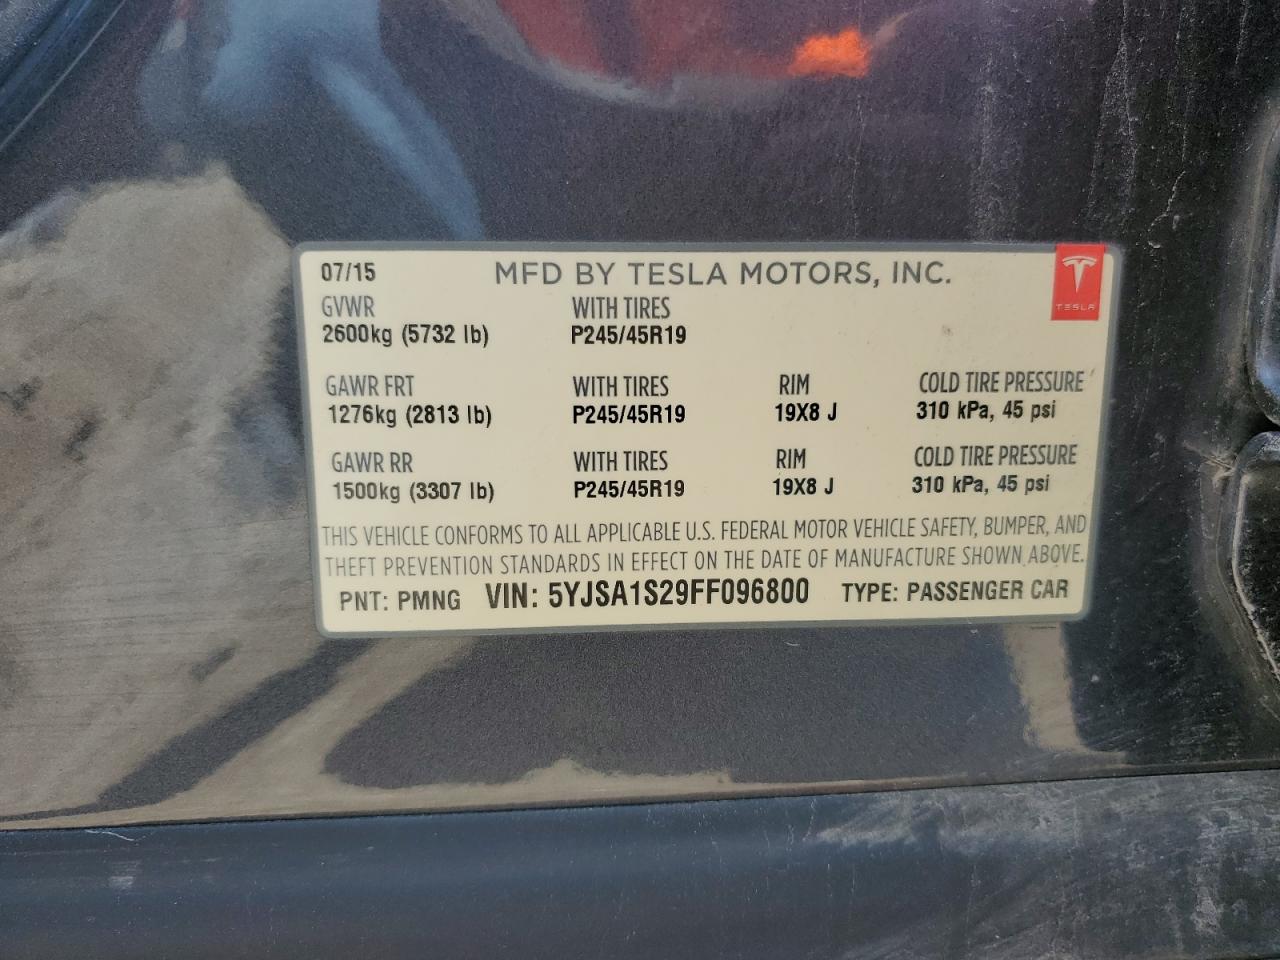 07/15 MFD BY TESLA MOTORS, INC.
TESLA
GVWR WITH TIRES
2600kg (5732 lb) P245/45R19
GAWR FRT WITH TIRES RIM COLD TIRE PRESSURE
1276kg (2813 lb) P245/45R19 19X8 J 310 kPa, 45 psi
GAWR RR WITH TIRES RIM COLD TIRE PRESSURE
1500kg (3307 lb) P245/45R19 19X8 J 310 kPa, 45 psi
THIS VEHICLE CONFORMS TO ALL APPLICABLE U.S. FEDERAL MOTOR VEHICLE SAFETY, BUMPER, AND
THEFT PREVENTION STANDARDS IN EFFECT ON THE DATE OF MANUFACTURE SHOWN ABOVE.
PNT: PMNG VIN: 5YJSA1S29FF096800 TYPE: PASSENGER CAR